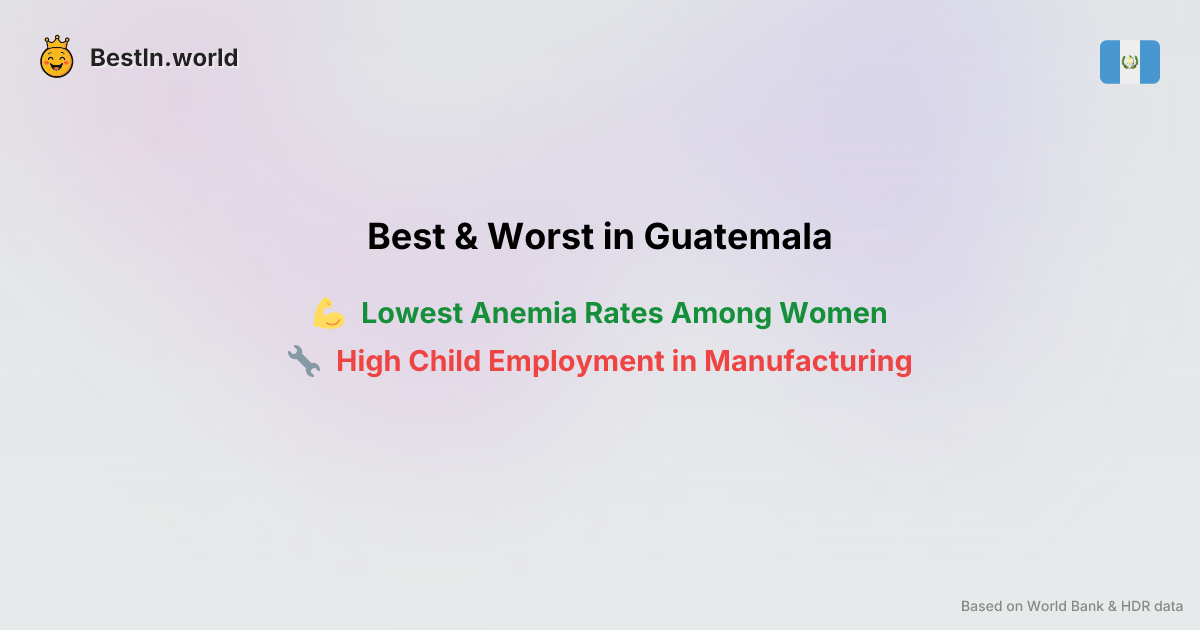 BestIn.world
Best & Worst in Guatemala
Lowest Anemia Rates Among Women
High Child Employment in Manufacturing
Based on World Bank & HDR data